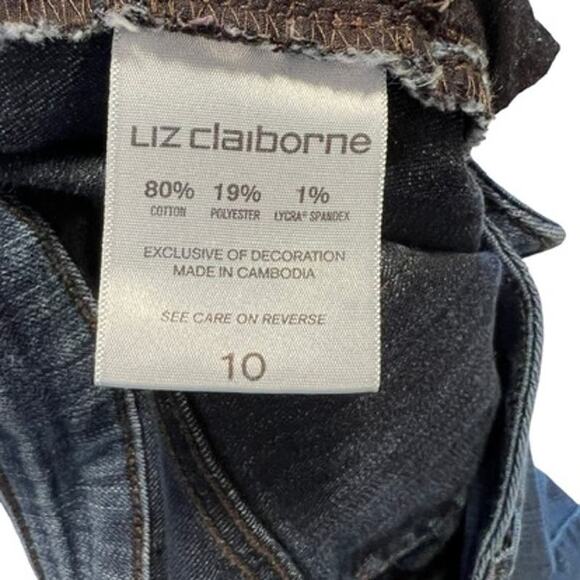 Liz claiborne
80% 19% 1%
COTTON POLYESTER LYCRA® SPANDEX
EXCLUSIVE OF DECORATION
MADE IN CAMBODIA
SEE CARE ON REVERSE
10